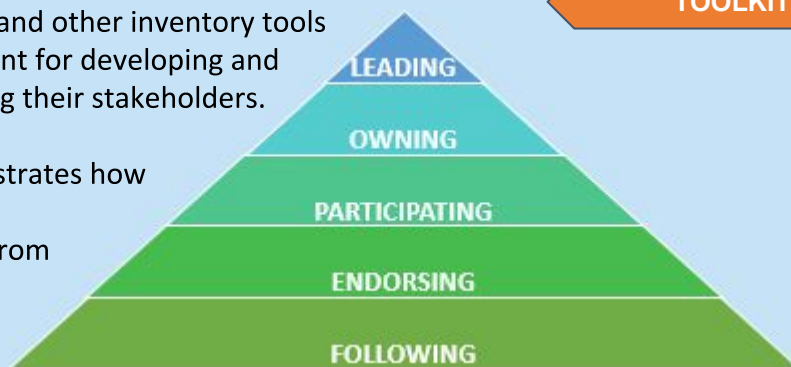 TOOLKIT
and other inventory tools
nt for developing and
g their stakeholders.
strates how
rom
LEADING
OWNING
PARTICIPATING
ENDORSING
FOLLOWING